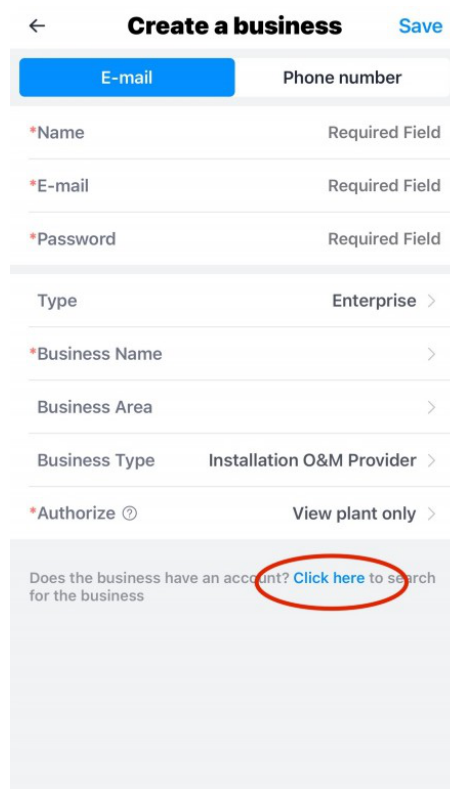 ← Create a business Save
E-mail Phone number
*Name Required Field
*E-mail Required Field
*Password Required Field
Type Enterprise >
*Business Name >
Business Area >
Business Type Installation O&M Provider >
*Authorize ? View plant only >
Does the business have an account? Click here to search
for the business